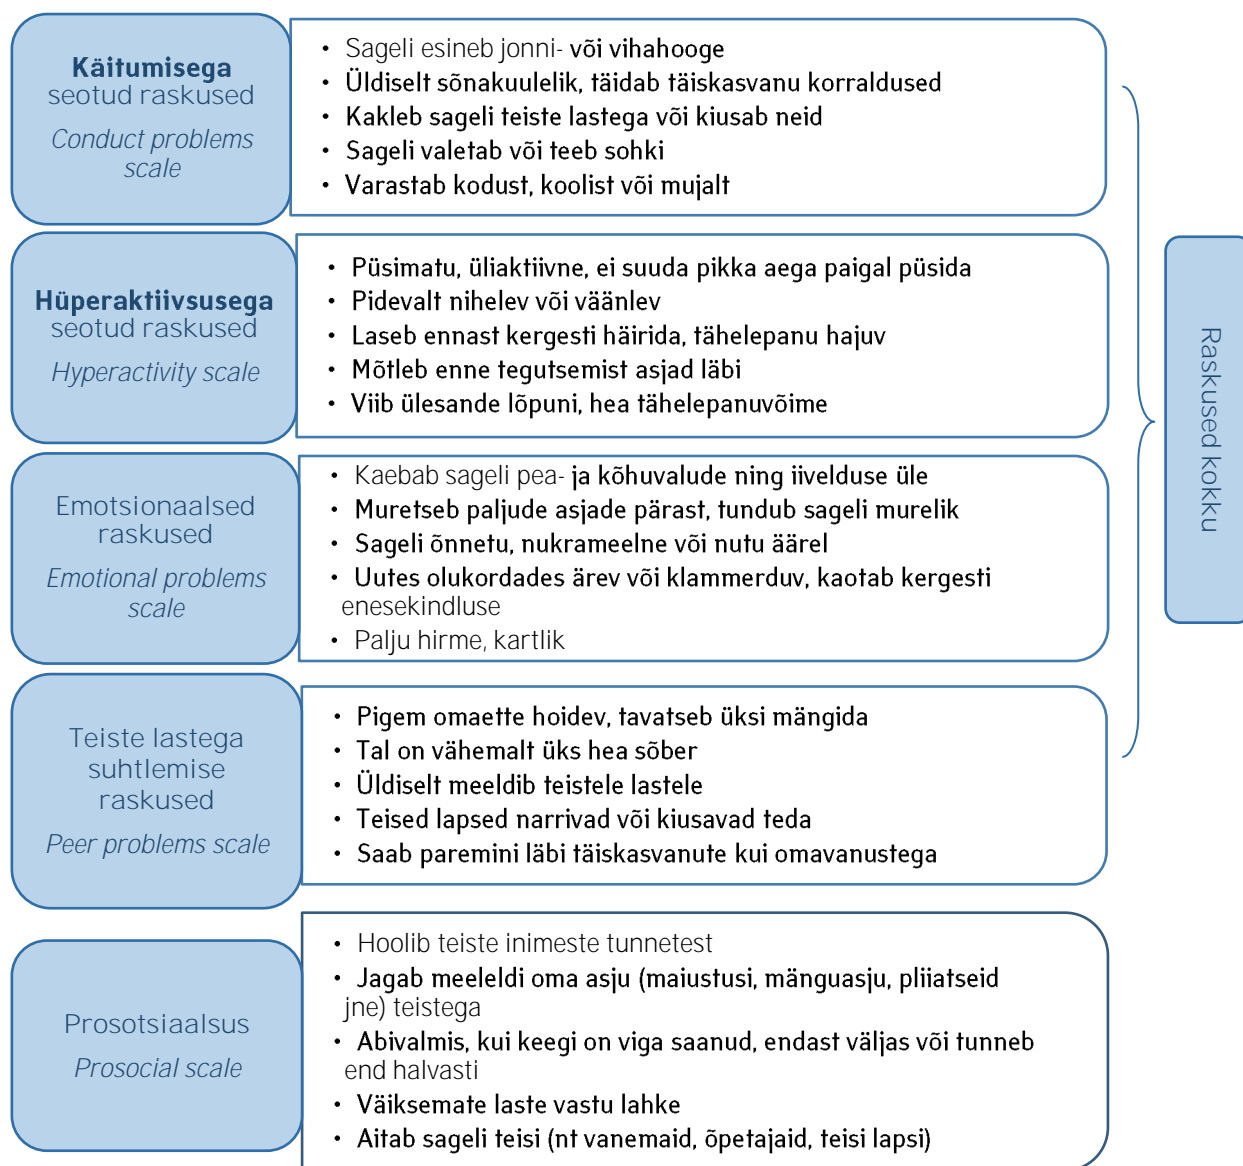 Käitumisega
seotud raskused
Conduct problems
scale
• Sageli esineb jonni- või vihahooge
• Üldiselt sõnakuulelik, täidab täiskasvanu korraldused
• Kakleb sageli teiste lastega või kiusab neid
• Sageli valetab või teeb sohki
• Varastab kodust, koolist või mujalt
Hüperaktiivsusega
seotud raskused
Hyperactivity scale
• Püsimatu, üliaktiivne, ei suuda pikka aega paigal püsida
• Pidevalt nihelev või väänlev
• Laseb ennast kergesti häirida, tähelepanu hajuv
• Mõtleb enne tegutsemist asjad läbi
• Viib ülesande lõpuni, hea tähelepanuvõime
Emotsionaalsed
raskused
Emotional problems
scale
• Kaebab sageli pea- ja kõhuvalude ning iivelduse üle
• Muretseb paljude asjade pärast, tundub sageli murelik
• Sageli õnnetu, nukrameelne või nutu äärel
• Uutes olukordades ärev või klammerduv, kaotab kergesti
enesekindluse
• Palju hirme, kartlik
Teiste lastega
suhtlemise
raskused
Peer problems scale
• Pigem omaette hoidev, tavatseb üksi mängida
• Tal on vähemalt üks hea sõber
• Üldiselt meeldib teistele lastele
• Teised lapsed narrivad või kiusavad teda
• Saab paremini läbi täiskasvanute kui omavanustega
Prosotsiaalsus
Prosocial scale
• Hoolib teiste inimeste tunnetest
• Jagab meeleldi oma asju (maiustusi, mänguasju, pliiatseid
jne) teistega
• Abivalmis, kui keegi on viga saanud, endast väljas või tunneb
end halvasti
• Väiksemate laste vastu lahke
• Aitab sageli teisi (nt vanemaid, õpetajaid, teisi lapsi)
Raskused kokku